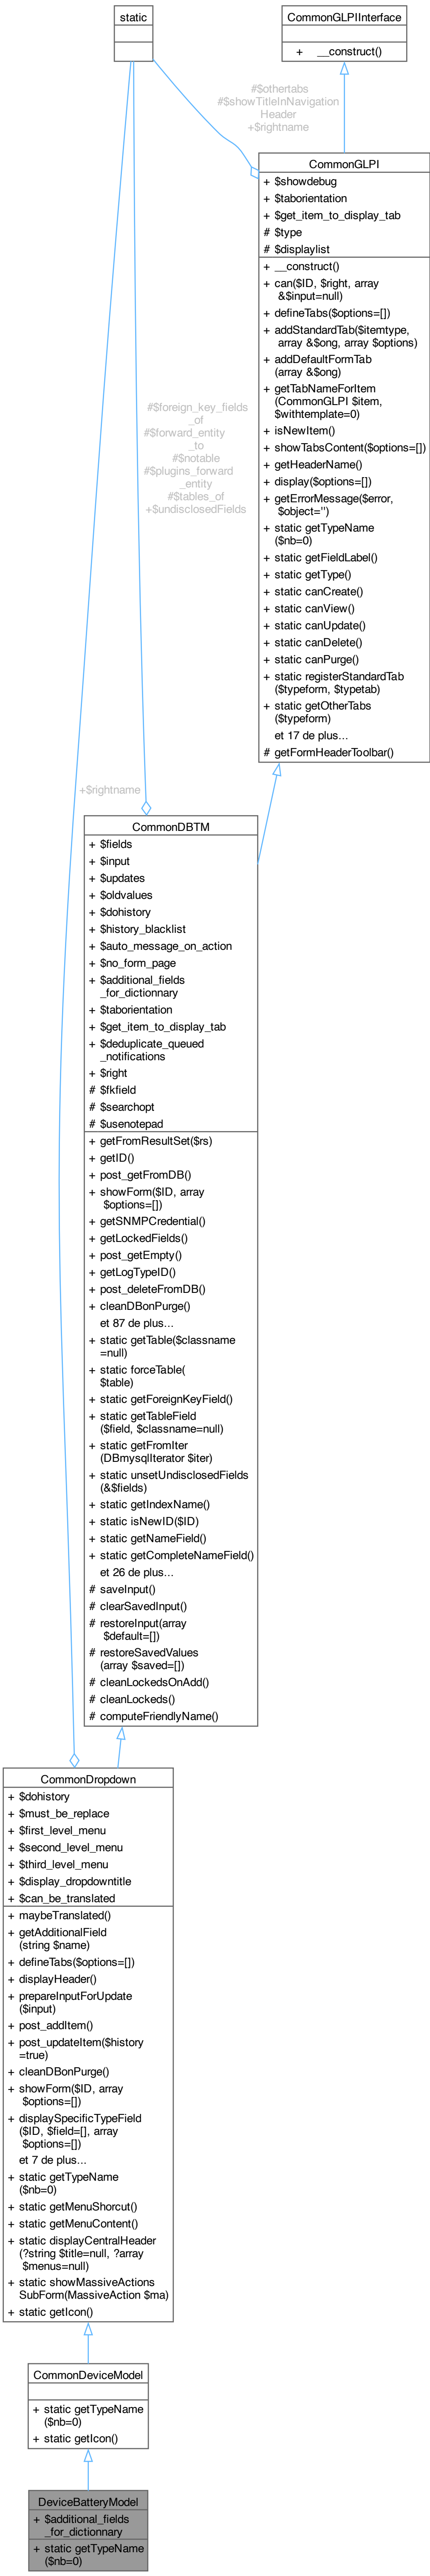 static
CommonGLPIInterface
+ __construct()
#$othertabs
#$showTitleInNavigation
Header
+$rightname
CommonGLPI
+ $showdebug
+ $taborientation
+ $get_item_to_display_tab
# $type
# $displaylist
+ __construct()
+ can($ID, $right, array
&$input=null)
+ defineTabs($options=[])
+ addStandardTab($itemtype,
array &$ong, array $options)
+ addDefaultFormTab
(array &$ong)
+ getTabNameForItem
(CommonGLPI $item,
$withtemplate=0)
+ isNewItem()
+ showTabsContent($options=[])
+ getHeaderName()
+ display($options=[])
+ getErrorMessage($error,
$object='')
+ static getTypeName
($nb=0)
+ static getFieldLabel()
+ static getType()
+ static canCreate()
+ static canView()
+ static canUpdate()
+ static canDelete()
+ static canPurge()
+ static registerStandardTab
($typeform, $typetab)
+ static getOtherTabs
($typeform)
et 17 de plus...
# getFormHeaderToolbar()
#$foreign_key_fields
_of
#$forward_entity
_to
#$notable
#$plugins_forward
_entity
#$tables_of
+$undisclosedFields
+$rightname
CommonDBTM
+ $fields
+ $input
+ $updates
+ $oldvalues
+ $dohistory
+ $history_blacklist
+ $auto_message_on_action
+ $no_form_page
+ $additional_fields
_for_dictionnary
+ $taborientation
+ $get_item_to_display_tab
+ $deduplicate_queued
_notifications
+ $right
# $fkfield
# $searchopt
# $usenotepad
+ getFromResultSet($rs)
+ getID()
+ post_getFromDB()
+ showForm($ID, array
$options=[])
+ getSNMPCredential()
+ getLockedFields()
+ post_getEmpty()
+ getLogTypeID()
+ post_deleteFromDB()
+ cleanDBonPurge()
et 87 de plus...
+ static getTable($classname
=null)
+ static forceTable(
$table)
+ static getForeignKeyField()
+ static getTableField
($field, $classname=null)
+ static getFromIter
(DBmysqlIterator $iter)
+ static unsetUndisclosedFields
(&$fields)
+ static getIndexName()
+ static isNewID($ID)
+ static getNameField()
+ static getCompleteNameField()
et 26 de plus...
# saveInput()
# clearSavedInput()
# restoreInput(array
$default=[])
# restoreSavedValues
(array $saved=[])
# cleanLockedsOnAdd()
# cleanLockeds()
# computeFriendlyName()
CommonDropdown
+ $dohistory
+ $must_be_replace
+ $first_level_menu
+ $second_level_menu
+ $third_level_menu
+ $display_dropdowntitle
+ $can_be_translated
+ maybeTranslated()
+ getAdditionalField
(string $name)
+ defineTabs($options=[])
+ displayHeader()
+ prepareInputForUpdate
($input)
+ post_addItem()
+ post_updateItem($history
=true)
+ cleanDBonPurge()
+ showForm($ID, array
$options=[])
+ displaySpecificTypeField
($ID, $field=[], array
$options=[])
et 7 de plus...
+ static getTypeName
($nb=0)
+ static getMenuShorcut()
+ static getMenuContent()
+ static displayCentralHeader
(?string $title=null, ?array
$menus=null)
+ static showMassiveActions
SubForm(MassiveAction $ma)
+ static getIcon()
CommonDeviceModel
+ static getTypeName
($nb=0)
+ static getIcon()
DeviceBatteryModel
+ $additional_fields
_for_dictionnary
+ static getTypeName
($nb=0)